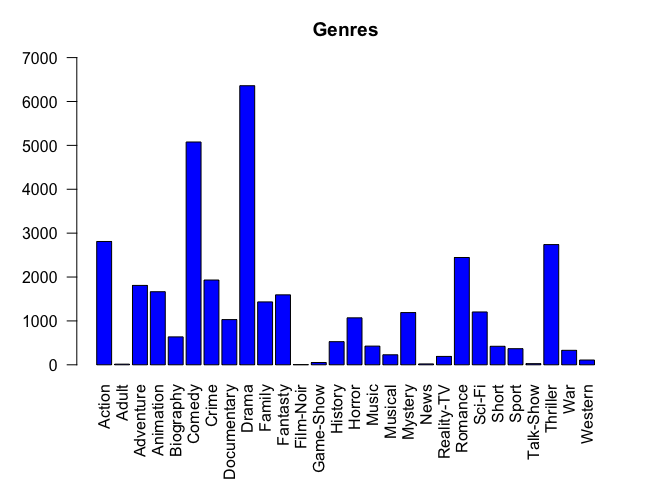 Genres
7000
6000
5000
4000
3000
2000
1000
0
Action
Adult
Adventure
Animation
Biography
Comedy
Crime
Documentary
Drama
Family
Fantasty
Film-Noir
Game-Show
History
Horror
Music
Musical
Mystery
News
Reality-TV
Romance
Sci-Fi
Short
Sport
Talk-Show
Thriller
War
Western